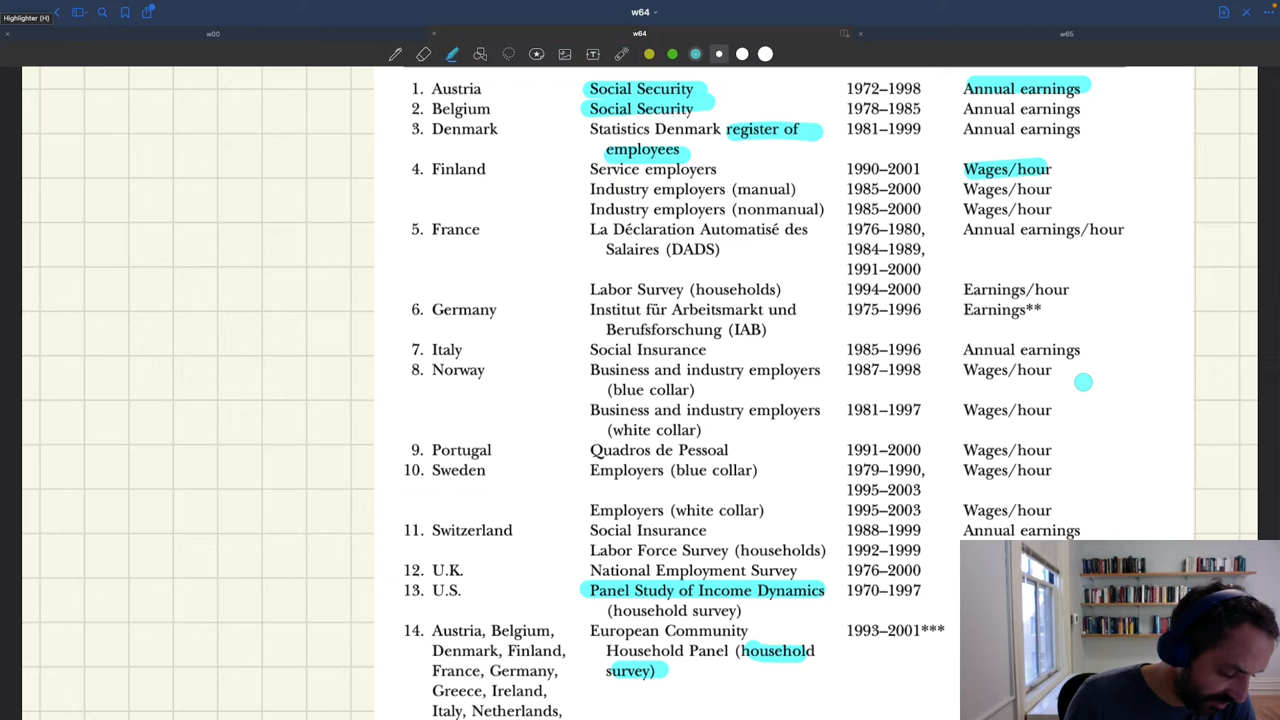 Highlighter (H)
w64
w00
w64
w65
1. Austria Social Security 1972–1998 Annual earnings
2. Belgium Social Security 1978–1985 Annual earnings
3. Denmark Statistics Denmark register of 1981–1999 Annual earnings
employees
4. Finland Service employers 1990–2001 Wages/hour
Industry employers (manual) 1985–2000 Wages/hour
Industry employers (nonmanual) 1985–2000 Wages/hour
5. France La Déclaration Automatisé des 1976–1980, Annual earnings/hour
Salaires (DADS) 1984–1989,
1991–2000
Labor Survey (households) 1994–2000 Earnings/hour
6. Germany Institut für Arbeitsmarkt und 1975–1996 Earnings**
Berufsforschung (IAB)
7. Italy Social Insurance 1985–1996 Annual earnings
8. Norway Business and industry employers 1987–1998 Wages/hour
(blue collar)
Business and industry employers 1981–1997 Wages/hour
(white collar)
9. Portugal Quadros de Pessoal 1991–2000 Wages/hour
10. Sweden Employers (blue collar) 1979–1990, Wages/hour
1995–2003
Employers (white collar) 1995–2003 Wages/hour
11. Switzerland Social Insurance 1988–1999 Annual earnings
Labor Force Survey (households) 1992–1999
12. U.K. National Employment Survey 1976–2000
13. U.S. Panel Study of Income Dynamics 1970–1997
(household survey)
14. Austria, Belgium, European Community 1993–2001***
Denmark, Finland, Household Panel (household
France, Germany, survey)
Greece, Ireland,
Italy, Netherlands,